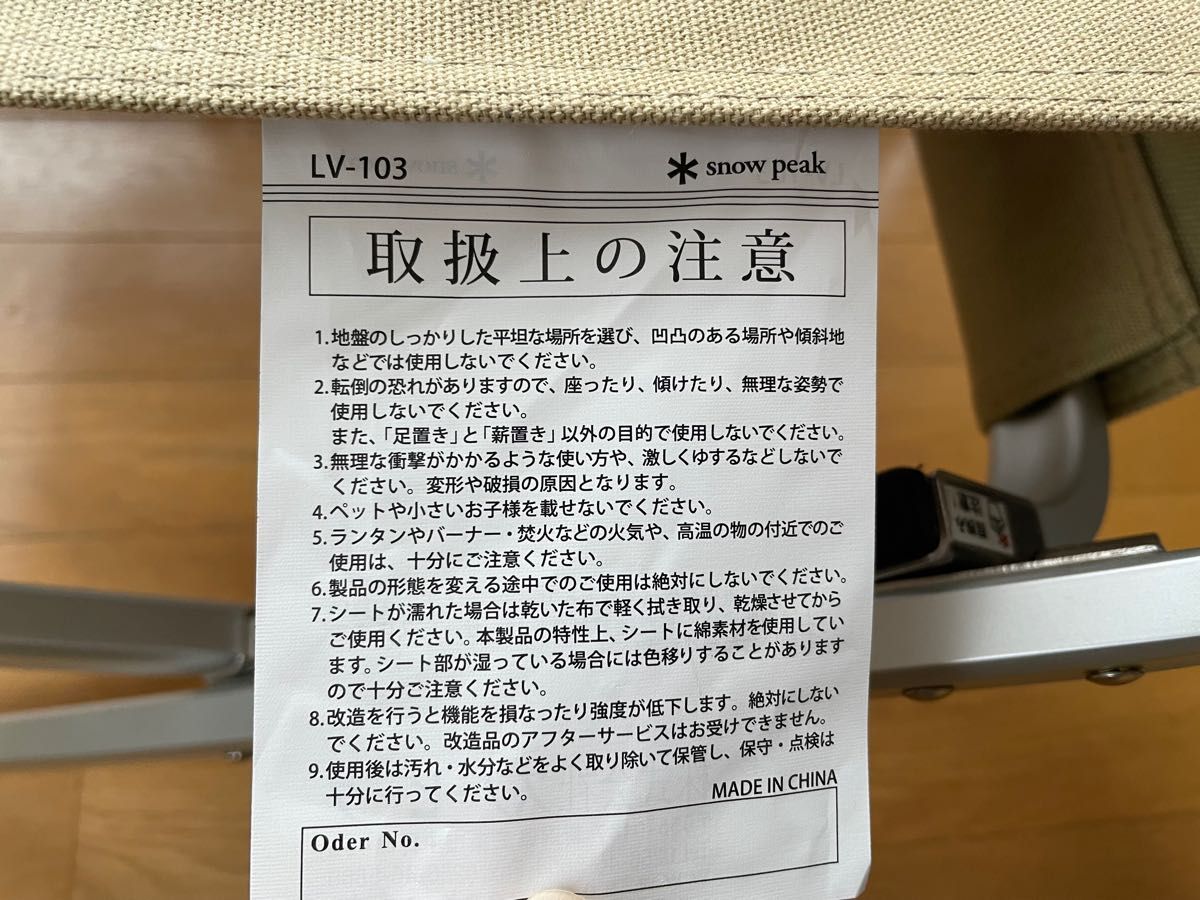 LV-103
snow peak
取扱上の注意
1.地盤のしっかりした平坦な場所を選び、凹凸のある場所や傾斜地
などでは使用しないでください。
2.転倒の恐れがありますので、座ったり、傾けたり、無理な姿勢で
使用しないでください。
また、「足置き」と「薪置き」以外の目的で使用しないでください。
3.無理な衝撃がかかるような使い方や、激しくゆするなどしないで
ください。変形や破損の原因となります。
4.ペットや小さいお子様を載せないでください。
5.ランタンやバーナー・焚火などの火気や、高温の物の付近でのご
使用は、十分にご注意ください。
6.製品の形態を変える途中でのご使用は絶対にしないでください。
7.シートが濡れた場合は乾いた布で軽く拭き取り、乾燥させてから
ご使用ください。本製品の特性上、シートに綿素材を使用してい
ます。シート部が湿っている場合には色移りすることがあります
ので十分ご注意ください。
8.改造を行うと機能を損なったり強度が低下します。絶対にしない
でください。改造品のアフターサービスはお受けできません。
9.使用後は汚れ・水分などをよく取り除いて保管し、保守・点検は
十分に行ってください。
MADE IN CHINA
Oder No.